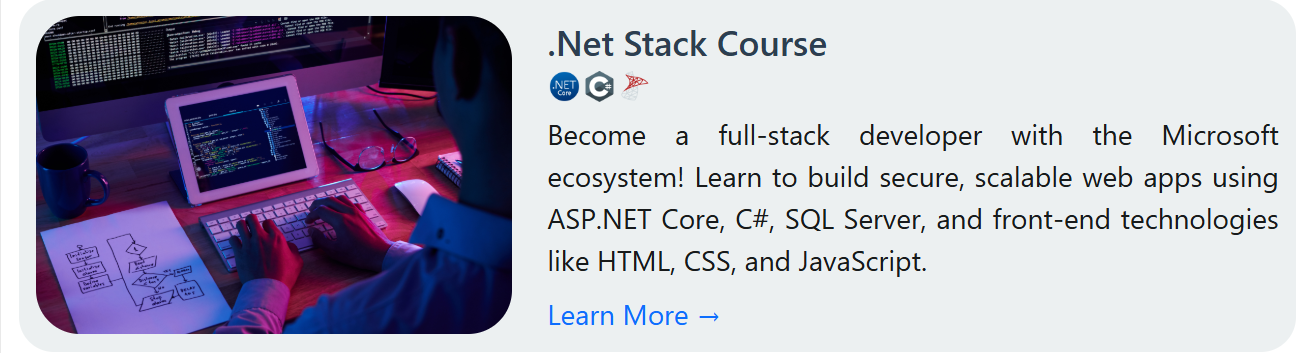 .Net Stack Course
.NET
Core
C#
Become a full-stack developer with the Microsoft
ecosystem! Learn to build secure, scalable web apps using
ASP.NET Core, C#, SQL Server, and front-end technologies
like HTML, CSS, and JavaScript.
Learn More →